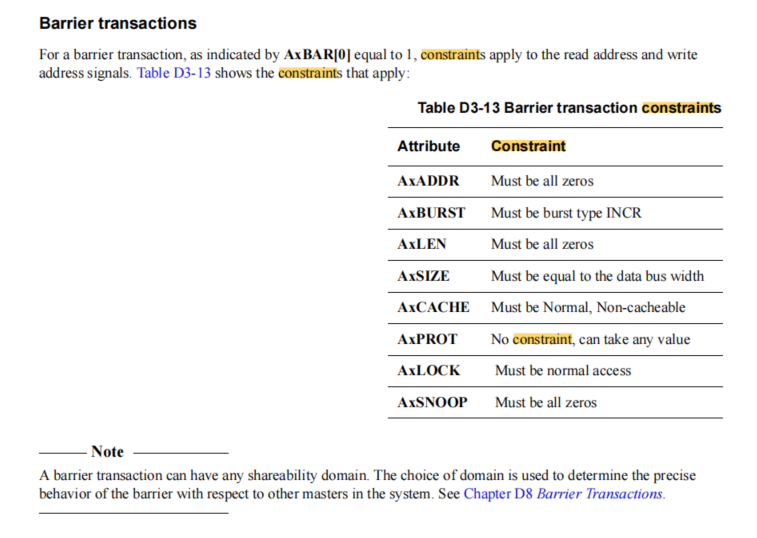 Barrier transactions
For a barrier transaction, as indicated by AxBAR[0] equal to 1, constraints apply to the read address and write
address signals. Table D3-13 shows the constraints that apply:
Table D3-13 Barrier transaction constraints
Attribute Constraint
AxADDR Must be all zeros
AxBURST Must be burst type INCR
AxLEN Must be all zeros
AxSIZE Must be equal to the data bus width
AxCACHE Must be Normal, Non-cacheable
AxPROT No constraint, can take any value
AxLOCK Must be normal access
AxSNOOP Must be all zeros
Note
A barrier transaction can have any shareability domain. The choice of domain is used to determine the precise
behavior of the barrier with respect to other masters in the system. See Chapter D8 Barrier Transactions.